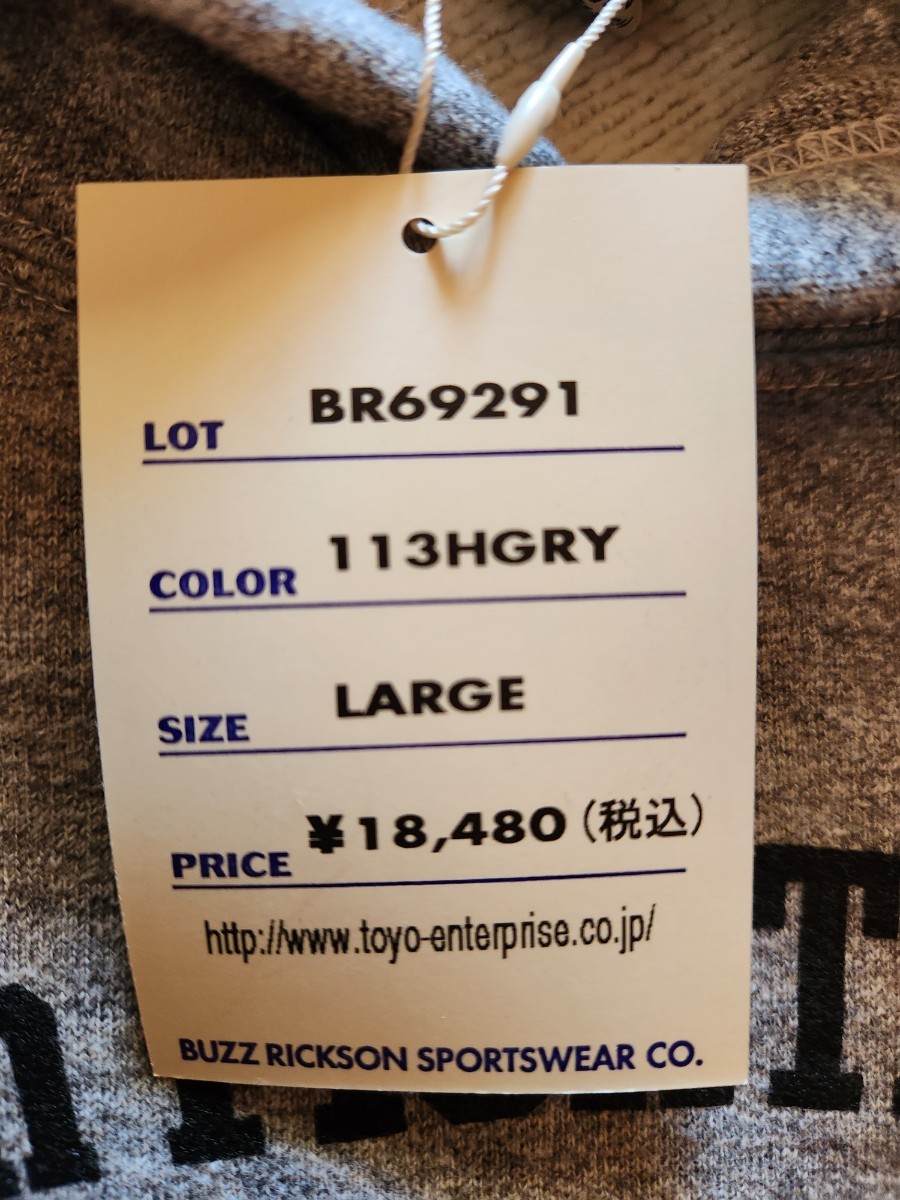 LOT BR69291
COLOR 113HGRY
SIZE LARGE
PRICE ¥18,480(税込)
http://www.toyo-enterprise.co.jp/
BUZZ RICKSON SPORTSWEAR CO.